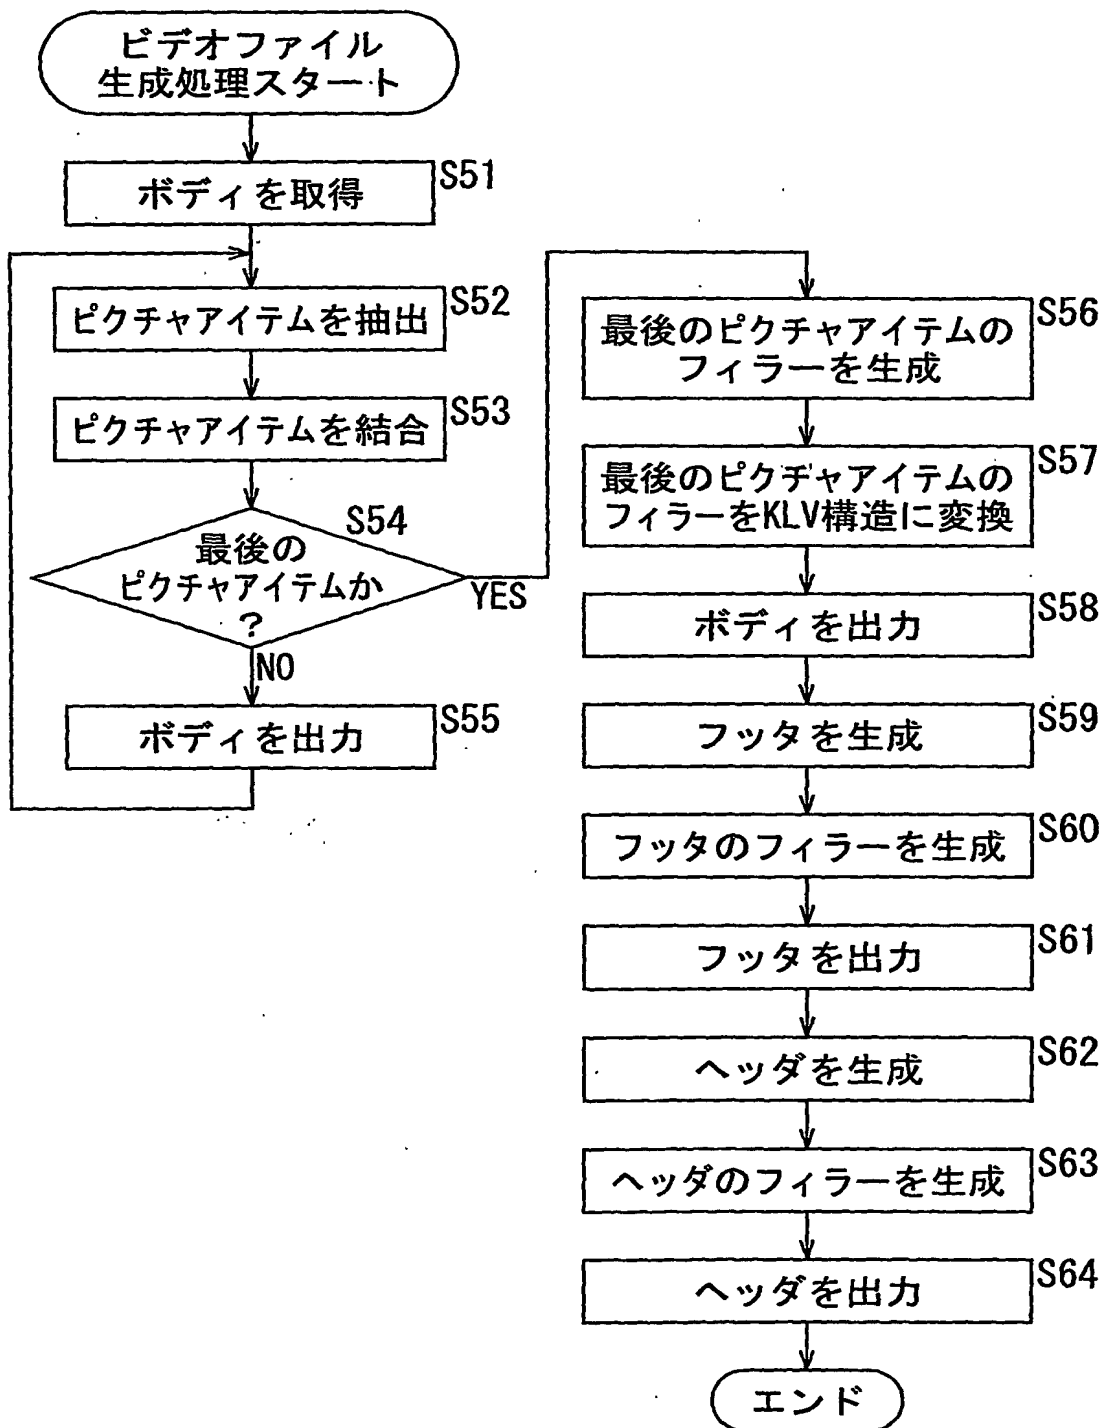 ビデオファイル
生成処理スタート
S51
ボディを取得
S52
ピクチャアイテムを抽出
S53
ピクチャアイテムを結合
S54
最後の
ピクチャアイテムか
?
YES
NO
S55
ボディを出力
S56
最後のピクチャアイテムの
フィラーを生成
S57
最後のピクチャアイテムの
フィラーをKLV構造に変換
S58
ボディを出力
S59
フッタを生成
S60
フッタのフィラーを生成
S61
フッタを出力
S62
ヘッダを生成
S63
ヘッダのフィラーを生成
S64
ヘッダを出力
エンド